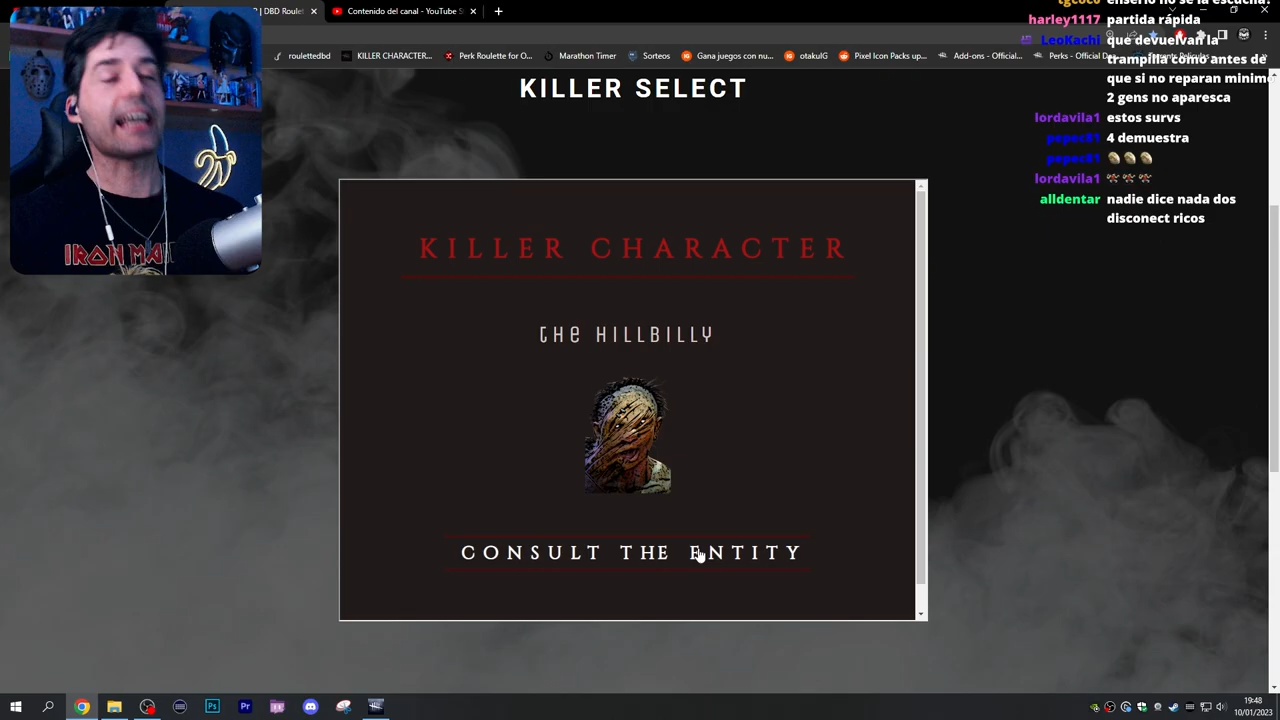 DBD Roulet
Contenido del canal - YouTube S
roulettedbd
KILLER CHARACTER...
Perk Roulette for O...
Marathon Timer
Sorteos
Gana juegos con nu...
otakuIG
Pixel Icon Packs up...
Add-ons - Official...
Perks - Official D
KILLER SELECT
harley1117 partida rápida
LeoKachi que devuelvan la
trampilla como antes de
que si no reparan minimo
2 gens no aparesca
lordavila1 estos survs
4 demuestra
lordavila1
alldentar nadie dice nada dos
disconect ricos
IRON MAI
KILLER CHARACTER
the HILLBILLY
CONSULT THE ENTITY
Ps
Pr
19:48
10/01/2023